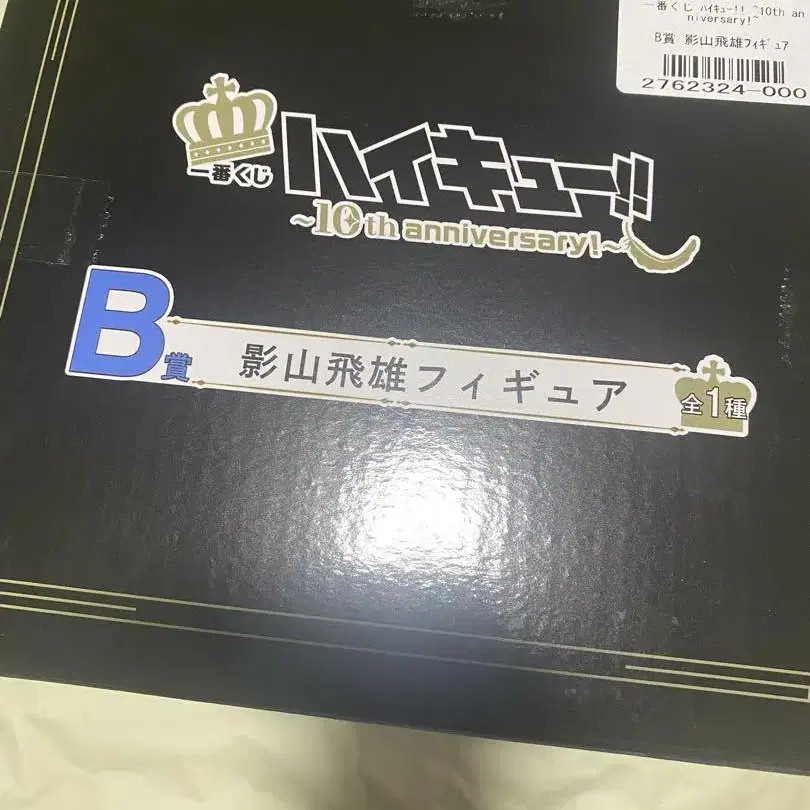 一番くじ ﾊｲｷｭｰ!! ~10th an
niversary!~
B賞 影山飛雄ﾌｨｷﾞｭｱ
2762324-000
一番くじ
ハイキュー!!
~10th anniversary!~
B賞 影山飛雄フィギュア 全1種